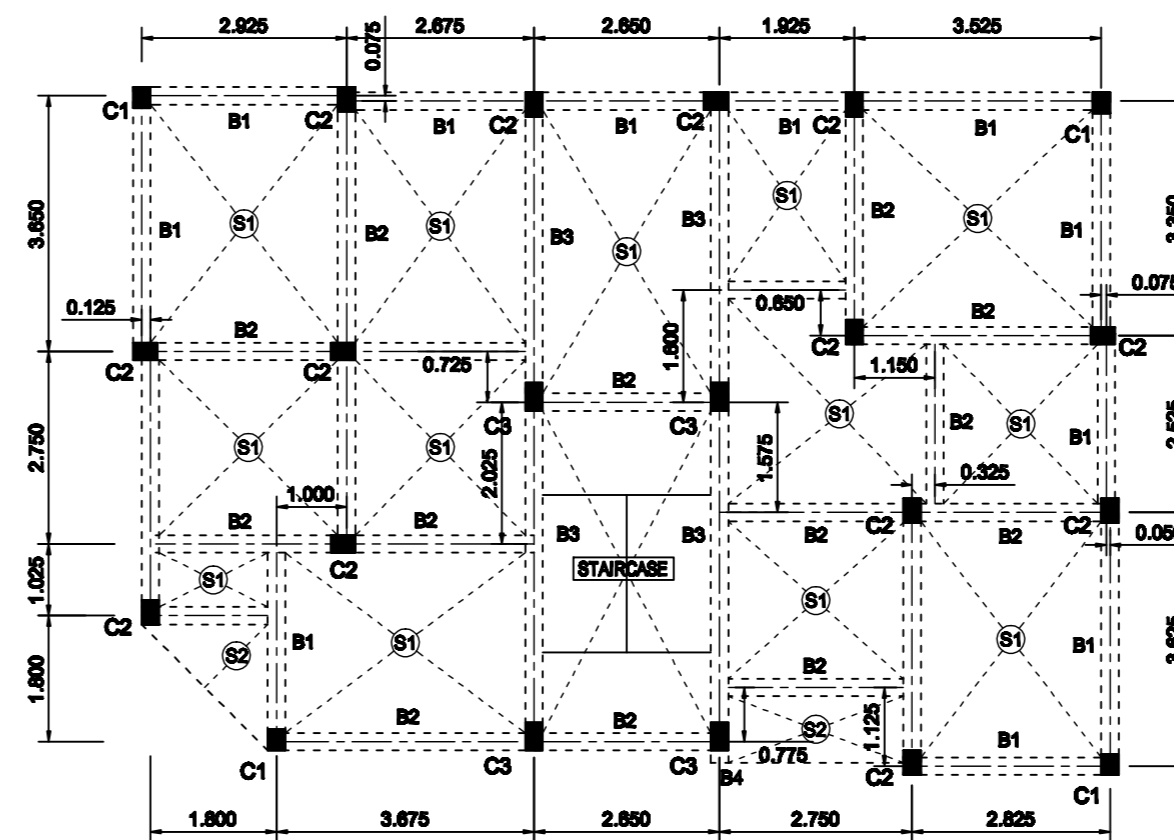 2.925 2.675 2.650 1.925 3.525
0.075
C1 B1 C2 B1 C2 B1 C2 B1 C2 B1 C1
3.650 B1 S1 B2 S1 B3 S1 B3 S1 B2 S1 B1
0.125 B2 0.650 B2 0.075
C2 C2 0.725 B2 1.600 C2 1.150 C2
C3 C3
2.750 S1 S1 2.025 1.575 S1 B2 S1 B1
1.000 0.325
B2 B2 B3 B3 C2 B2 C2
C2 STAIRCASE B2 0.050
1.025 S1 S1
C2 B1 S1 S1 B1
1.800 S2 B2
B2 B2 S2 1.125 B1
C1 C3 C3 B4 0.775 C2 C1
1.800 3.675 2.650 2.750 2.825